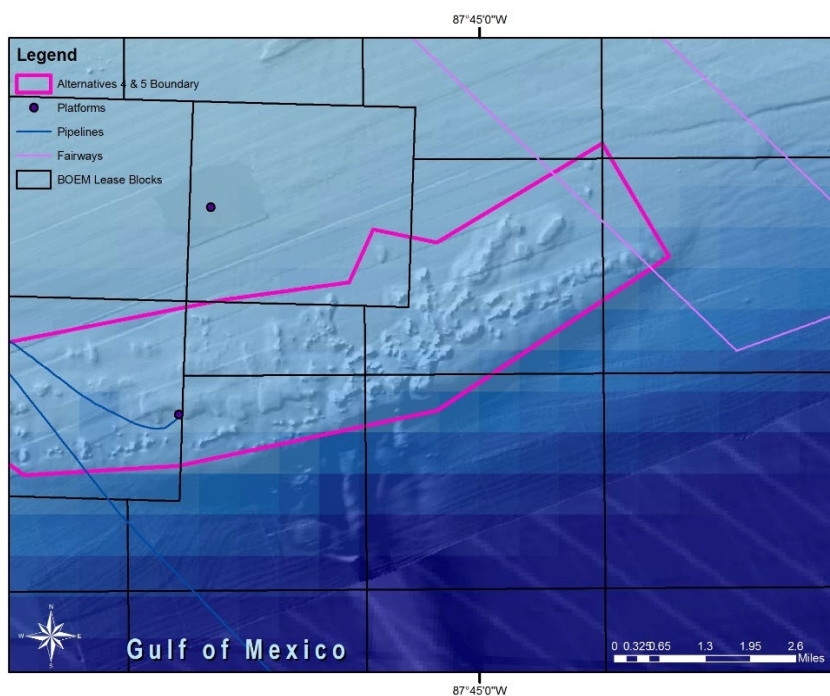 87°45'0"W
Legend
Alternatives 4 & 5 Boundary
Platforms
Pipelines
Fairways
BOEM Lease Blocks
N
W E
S
Gulf of Mexico
0 0.325 0.65 1.3 1.95 2.6
Miles
87°45'0"W